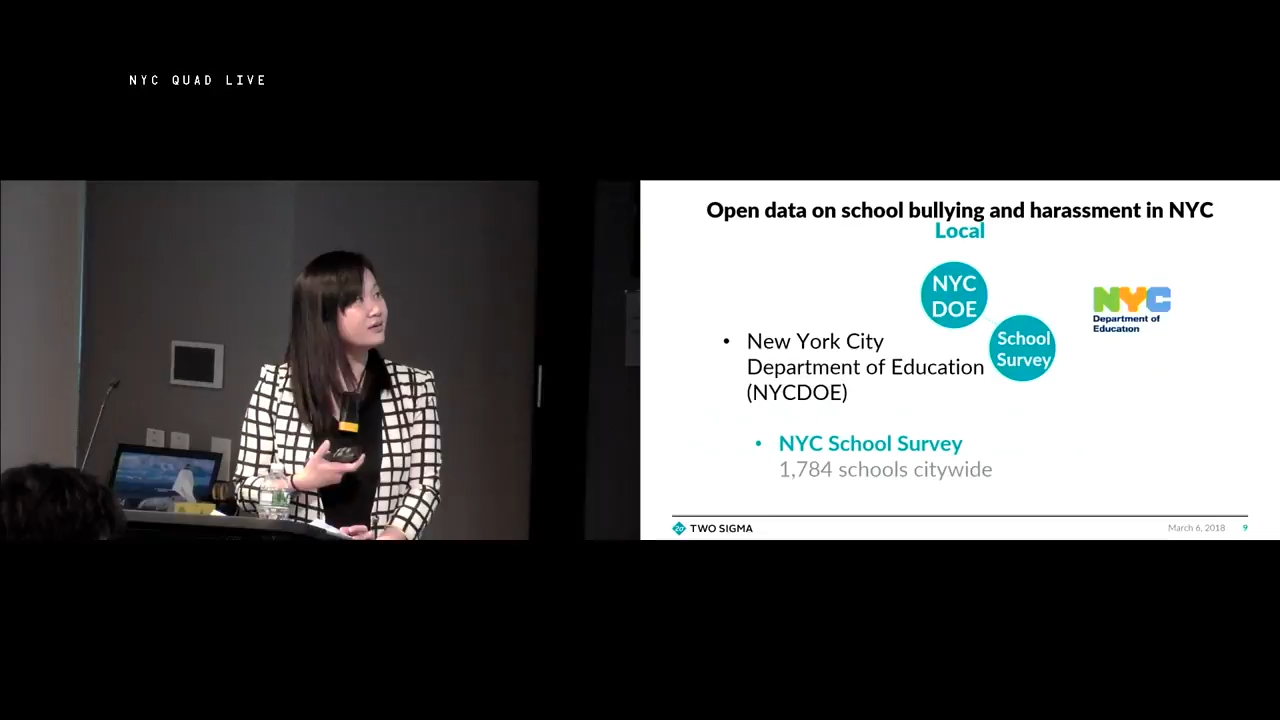 NYC QUAD LIVE
Open data on school bullying and harassment in NYC
Local
NYC
DOE
School
Survey
NYC
Department of
Education
• New York City
Department of Education
(NYCDOE)
• NYC School Survey
1,784 schools citywide
2σ TWO SIGMA
March 6, 2018 9